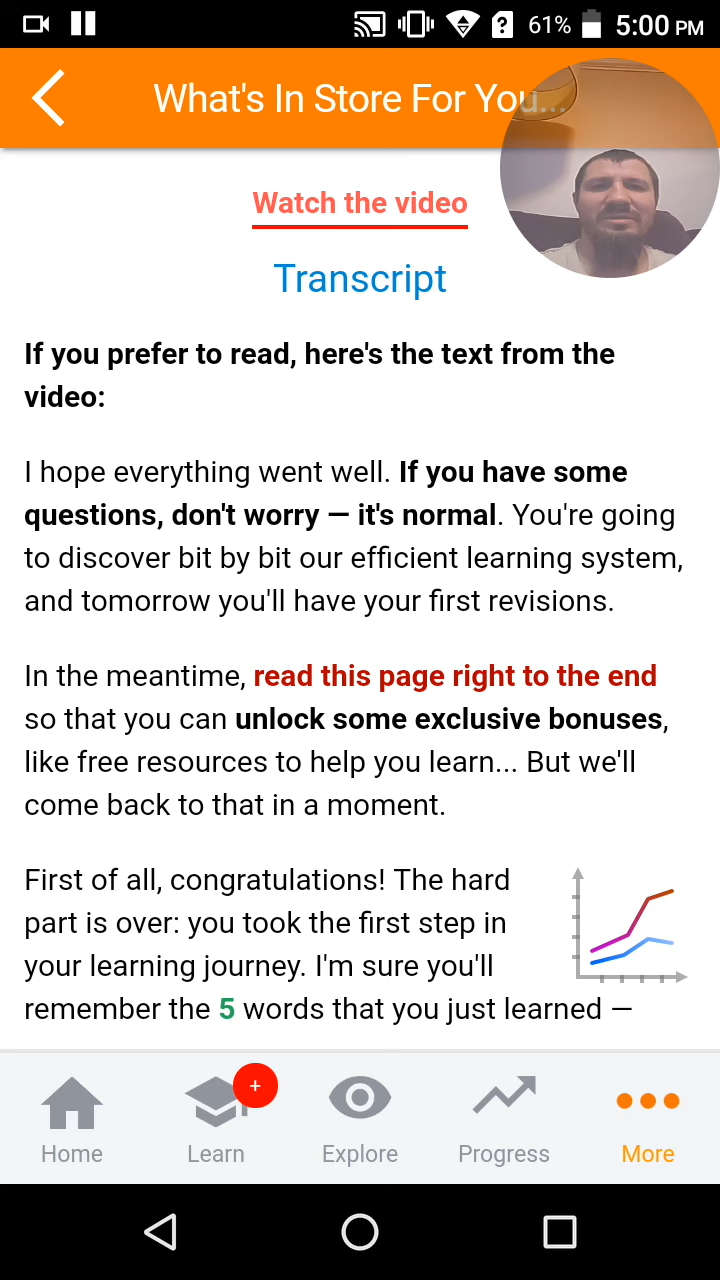 61% 5:00 PM
What's In Store For You...
Watch the video
Transcript
If you prefer to read, here's the text from the
video:
I hope everything went well. If you have some
questions, don't worry — it's normal. You're going
to discover bit by bit our efficient learning system,
and tomorrow you'll have your first revisions.
In the meantime, read this page right to the end
so that you can unlock some exclusive bonuses,
like free resources to help you learn... But we'll
come back to that in a moment.
First of all, congratulations! The hard
part is over: you took the first step in
your learning journey. I'm sure you'll
remember the 5 words that you just learned —
+
Home Learn Explore Progress More